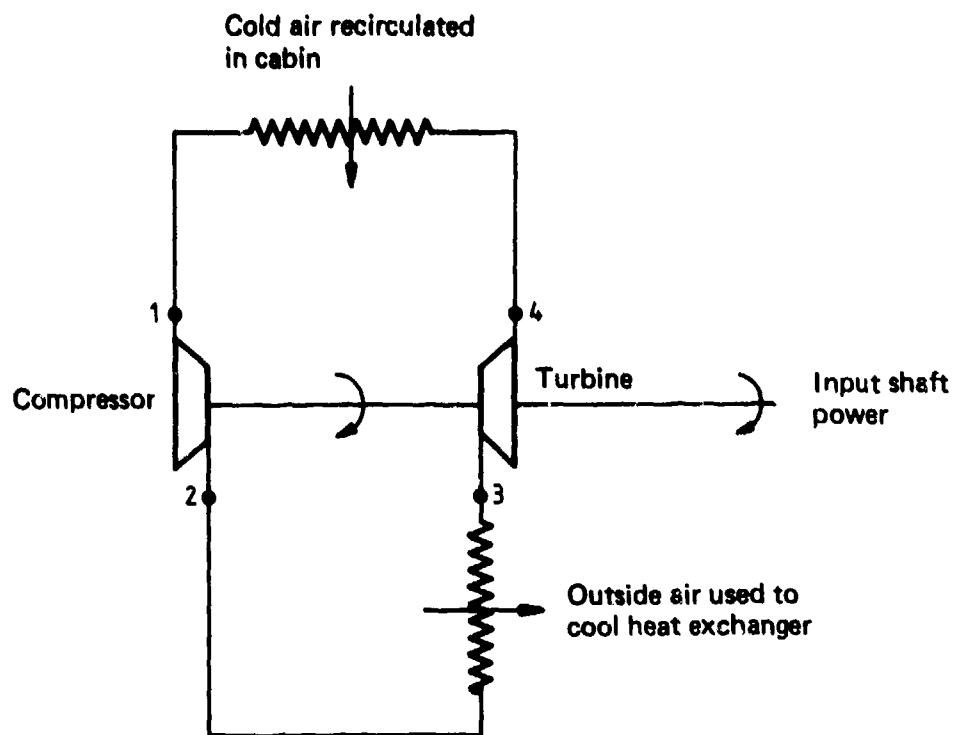 Cold air recirculated
in cabin
1
4
Compressor
Turbine
Input shaft
power
2
3
Outside air used to
cool heat exchanger